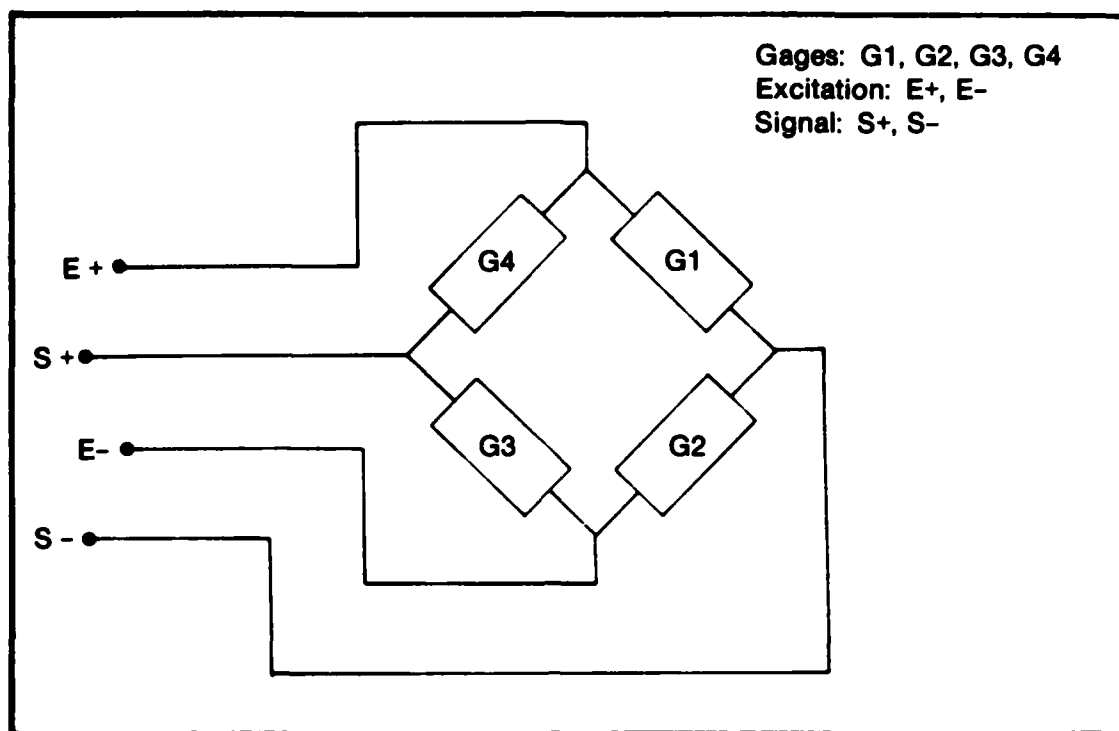 Gages: G1, G2, G3, G4
Excitation: E+, E-
Signal: S+, S-
G4
G1
E +
S +
G3
G2
E-
S -